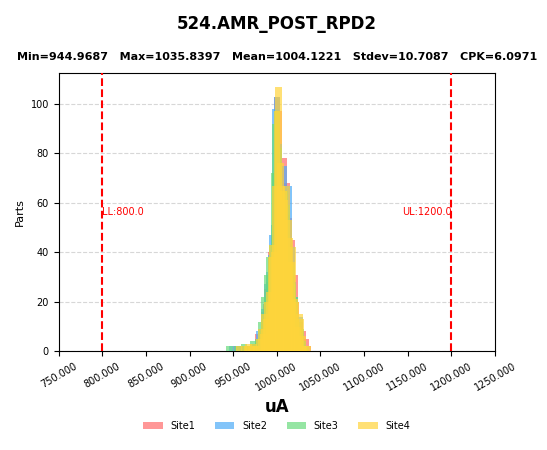 524.AMR_POST_RPD2
Min=944.9687 Max=1035.8397 Mean=1004.1221 Stdev=10.7087 CPK=6.0971
Parts
100
80
60
40
20
0
LL:800.0
UL:1200.0
750.000 800.000 850.000 900.000 950.000 1000.000 1050.000 1100.000 1150.000 1200.000 1250.000
uA
Site1 Site2 Site3 Site4